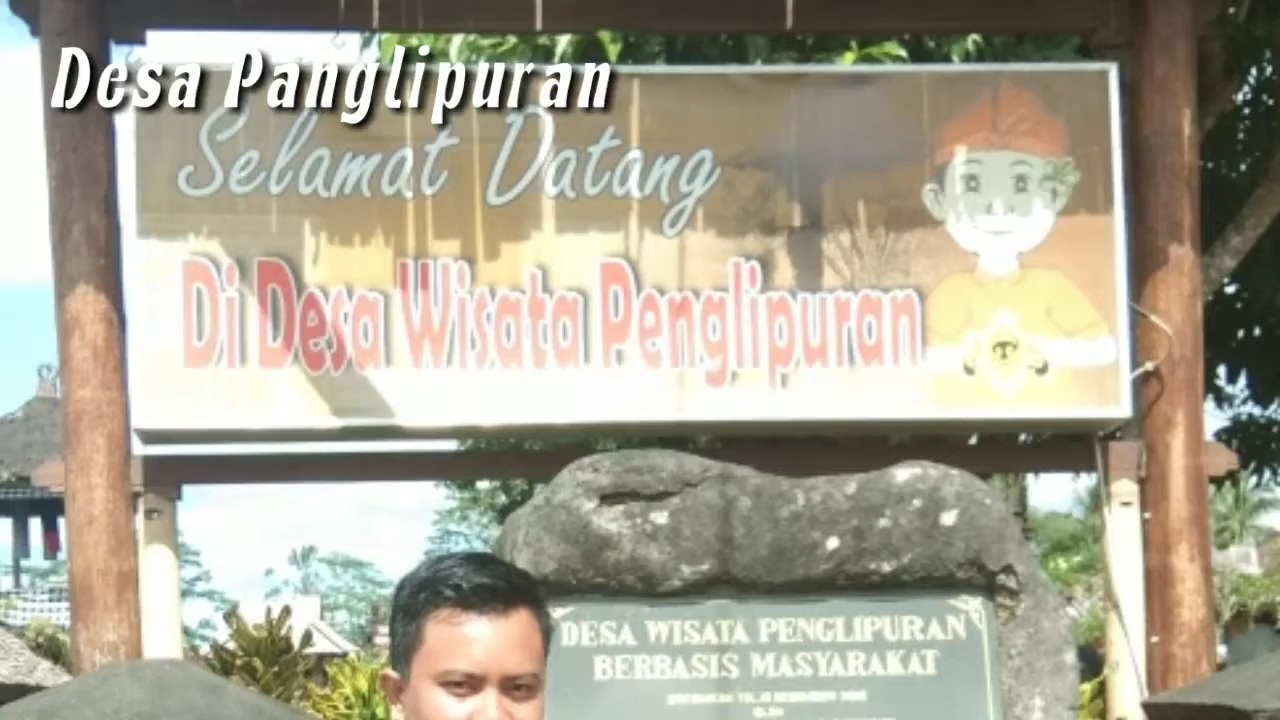 Desa Panglipuran
Selamat Datang
Di Desa Wisata Penglipuran
DESA WISATA PENGLIPURAN
BERBASIS MASYARAKAT